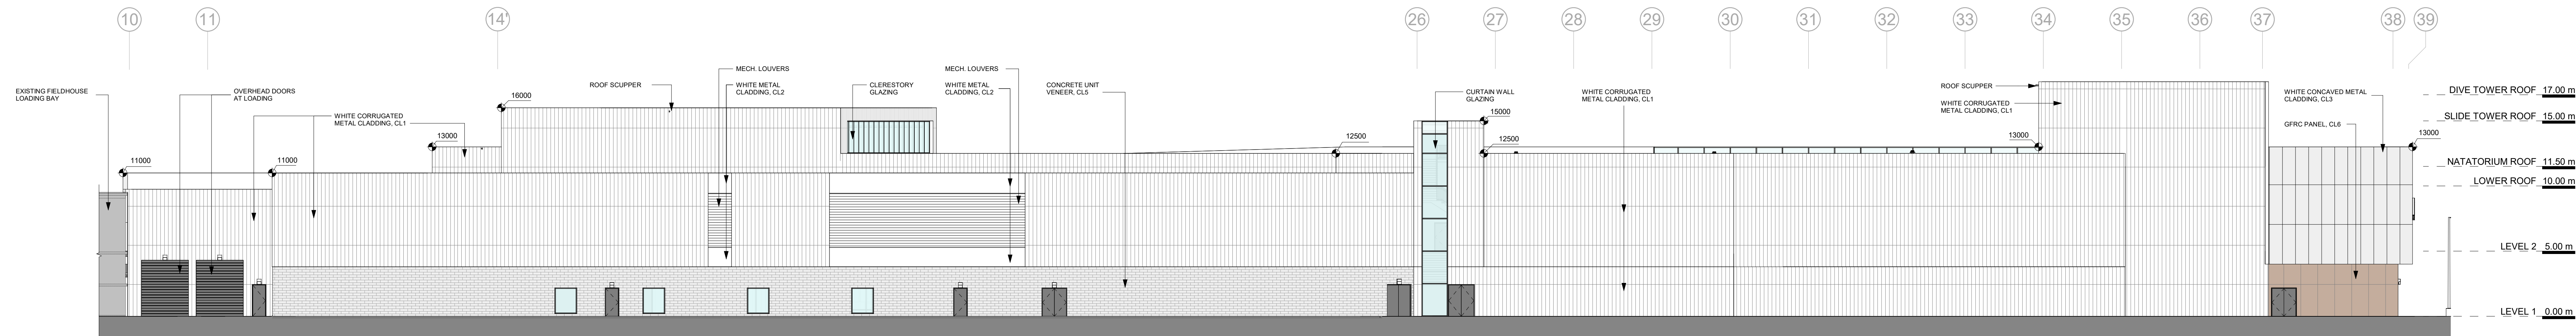 10
11
14'
26
27
28
29
30
31
32
33
34
35
36
37
38
39
EXISTING FIELDHOUSE
LOADING BAY
OVERHEAD DOORS
AT LOADING
WHITE CORRUGATED
METAL CLADDING, CL1
ROOF SCUPPER
MECH. LOUVERS
WHITE METAL
CLADDING, CL2
CLERESTORY
GLAZING
MECH. LOUVERS
WHITE METAL
CLADDING, CL2
CONCRETE UNIT
VENEER, CL5
CURTAIN WALL
GLAZING
WHITE CORRUGATED
METAL CLADDING, CL1
ROOF SCUPPER
WHITE CORRUGATED
METAL CLADDING, CL1
WHITE CONCAVED METAL
CLADDING, CL3
GFRC PANEL, CL6
11000
11000
13000
16000
12500
15000
12500
13000
13000
DIVE TOWER ROOF 17.00 m
SLIDE TOWER ROOF 15.00 m
NATATORIUM ROOF 11.50 m
LOWER ROOF 10.00 m
LEVEL 2 5.00 m
LEVEL 1 0.00 m